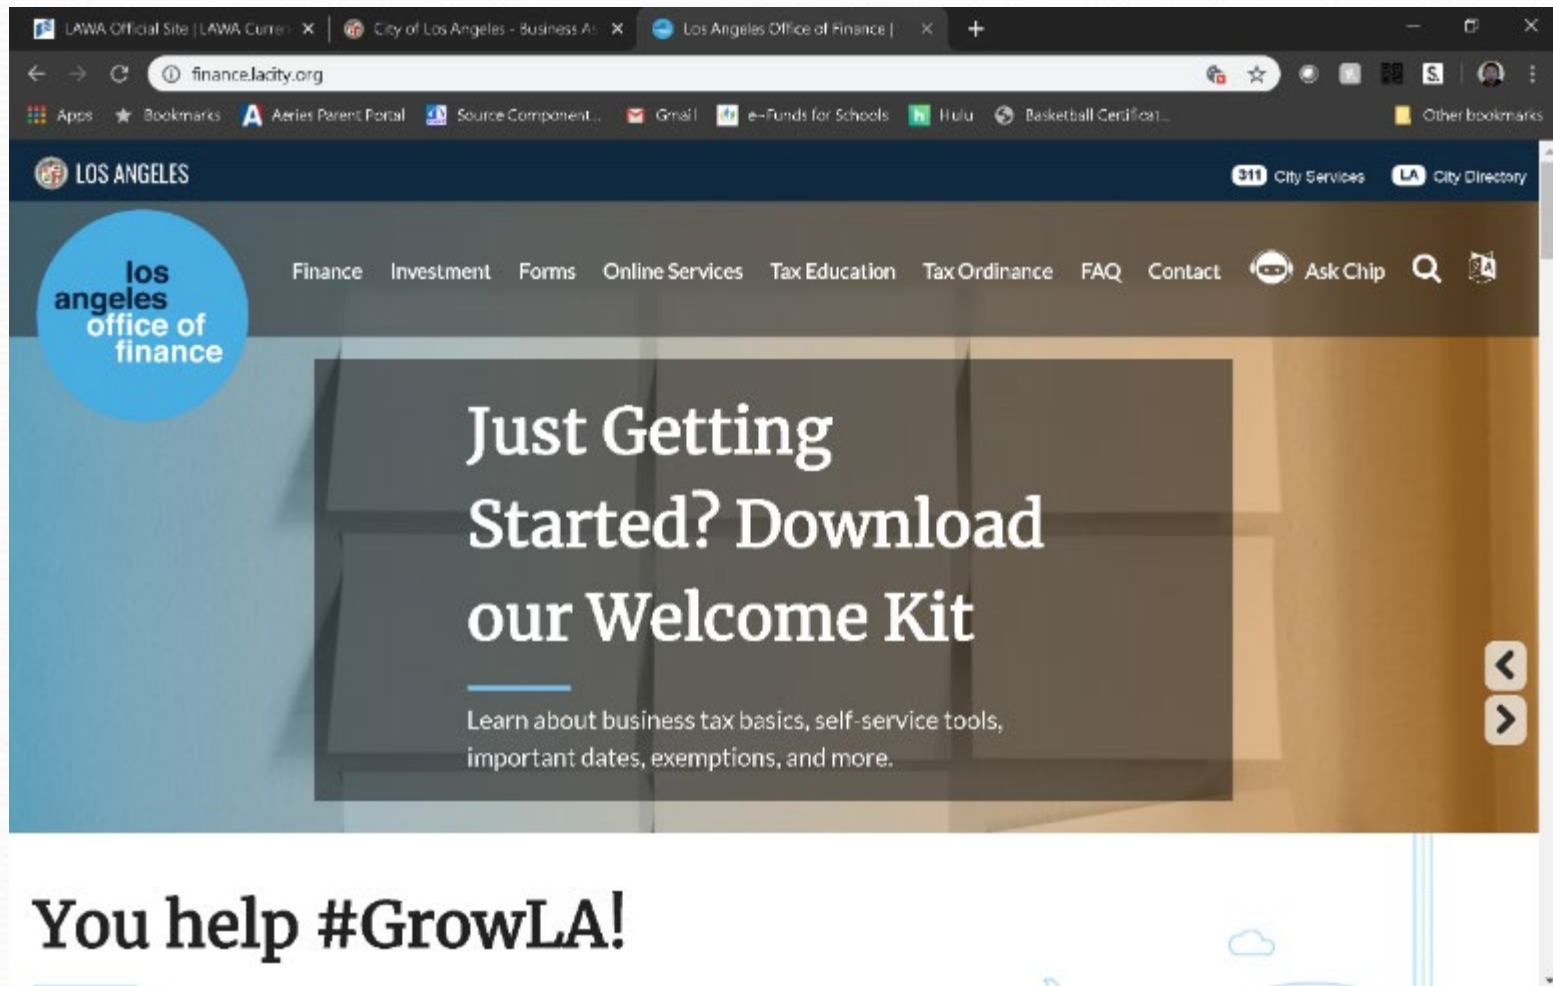 LAWA Official Site | LAWA Curren
City of Los Angeles - Business As
Los Angeles Office of Finance |
finance.lacity.org
Apps
Bookmarks
Aeries Parent Portal
Source Component...
Gmail
e~Funds for Schools
Hulu
Basketball Certificat...
Other bookmarks
LOS ANGELES
311 City Services
LA City Directory
los
angeles
office of
finance
Finance Investment Forms Online Services Tax Education Tax Ordinance FAQ Contact Ask Chip
Just Getting
Started? Download
our Welcome Kit
Learn about business tax basics, self-service tools,
important dates, exemptions, and more.
You help #GrowLA!